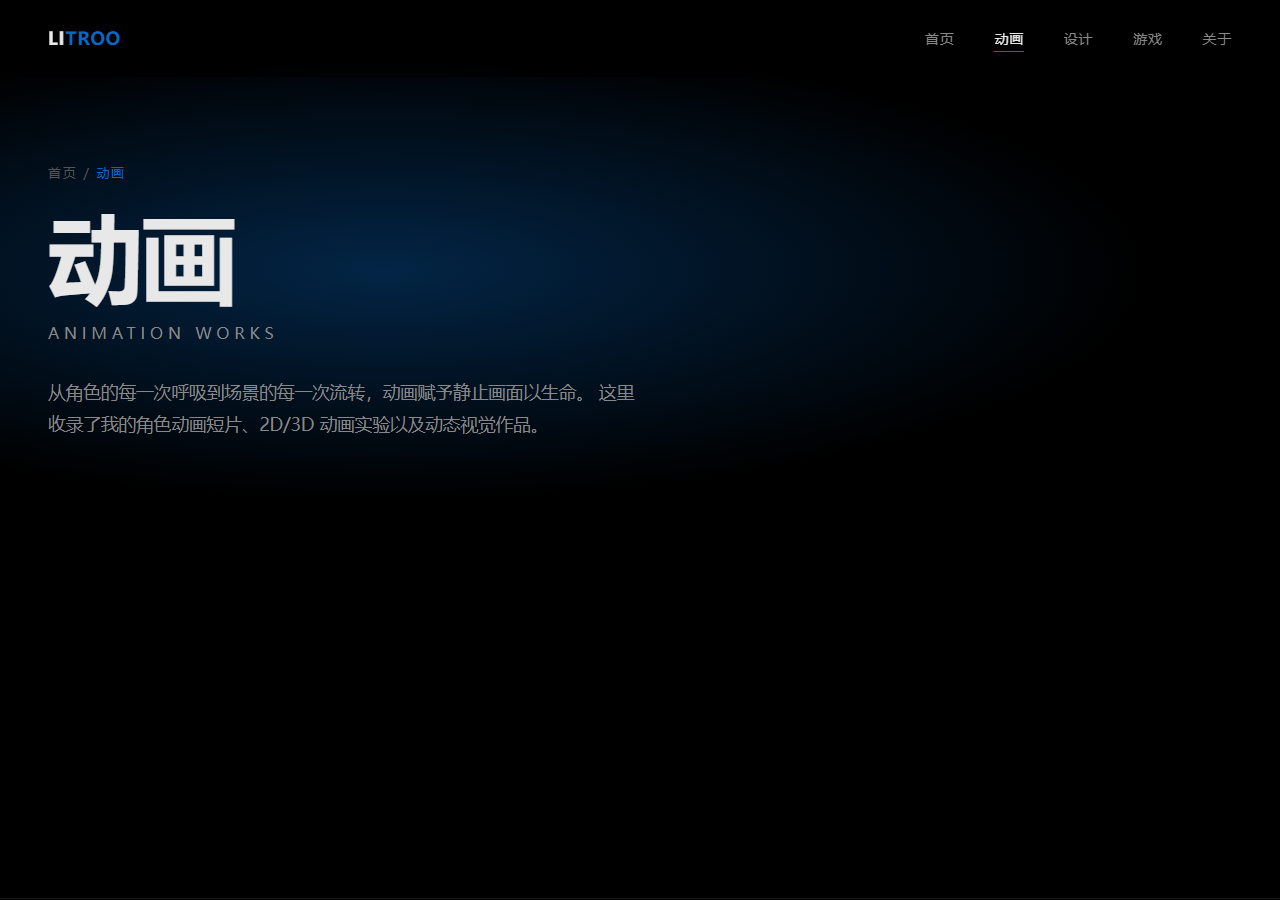 LITROO
首页 动画 设计 游戏 关于
首页 / 动画
动画
ANIMATION WORKS
从角色的每一次呼吸到场景的每一次流转，动画赋予静止画面以生命。 这里
收录了我的角色动画短片、2D/3D 动画实验以及动态视觉作品。